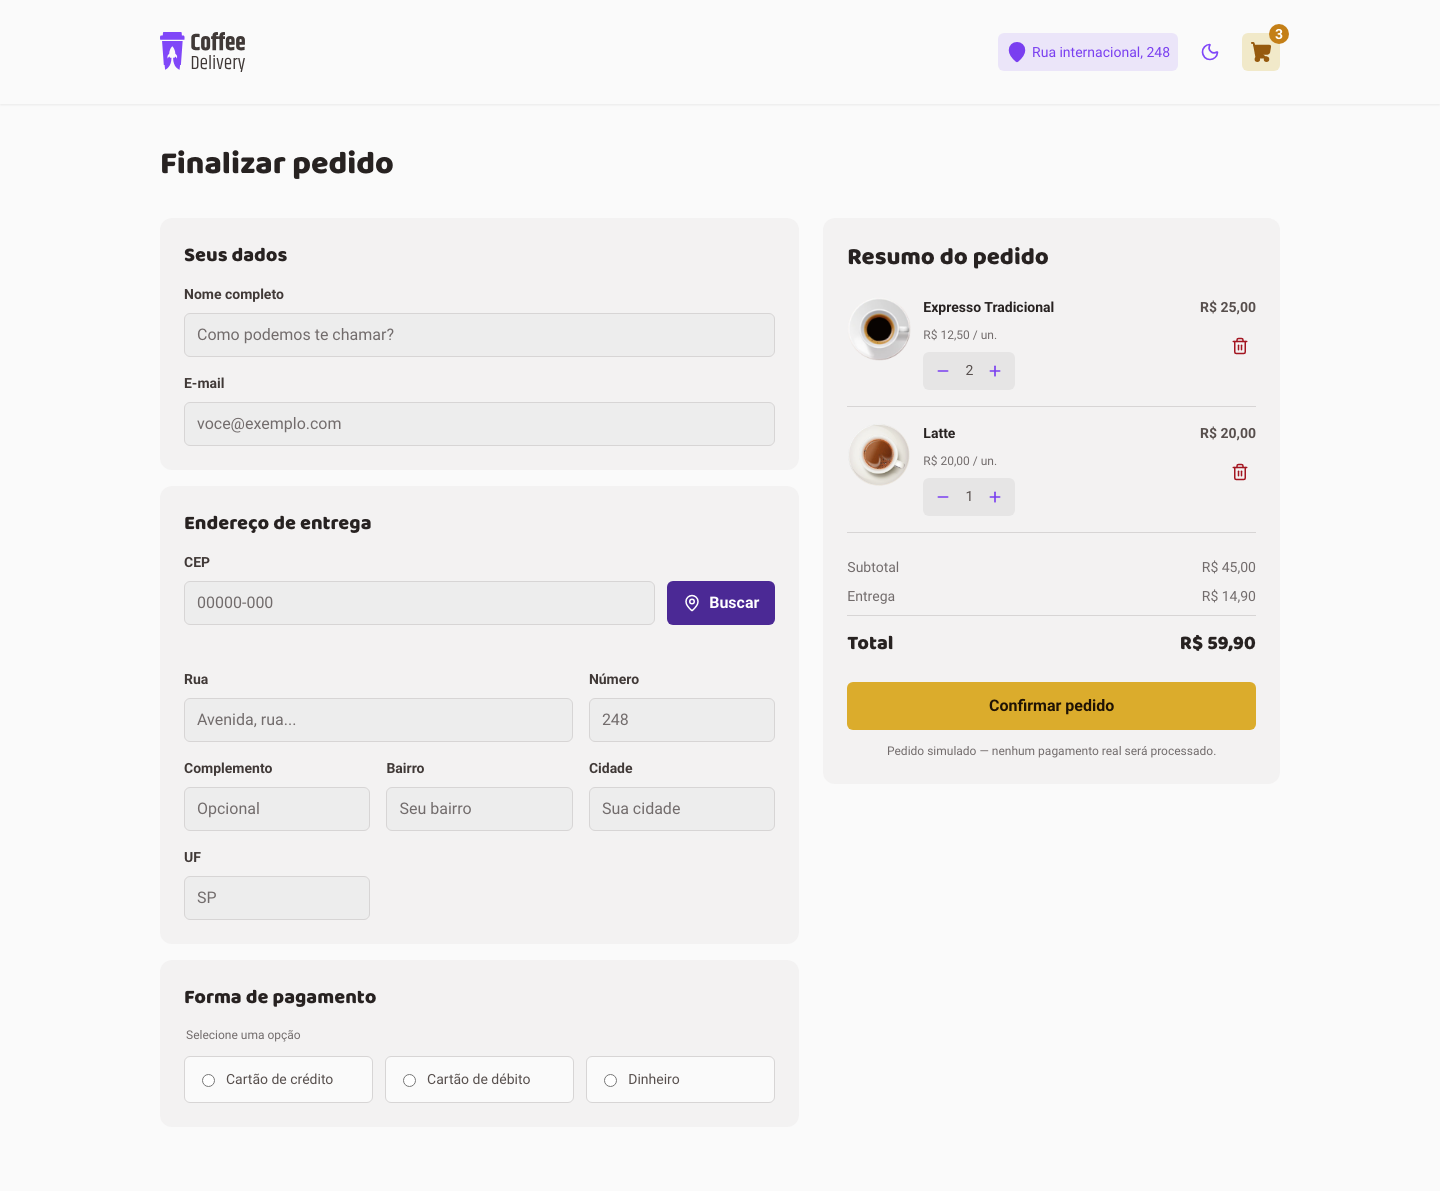 Coffee
Delivery
Rua internacional, 248
3
Finalizar pedido
Seus dados
Nome completo
Como podemos te chamar?
E-mail
voce@exemplo.com
Endereço de entrega
CEP
00000-000
Buscar
Rua
Número
Avenida, rua...
248
Complemento
Bairro
Cidade
Opcional
Seu bairro
Sua cidade
UF
SP
Forma de pagamento
Selecione uma opção
Cartão de crédito
Cartão de débito
Dinheiro
Resumo do pedido
Expresso Tradicional
R$ 25,00
R$ 12,50 / un.
2
Latte
R$ 20,00
R$ 20,00 / un.
1
Subtotal
R$ 45,00
Entrega
R$ 14,90
Total
R$ 59,90
Confirmar pedido
Pedido simulado — nenhum pagamento real será processado.